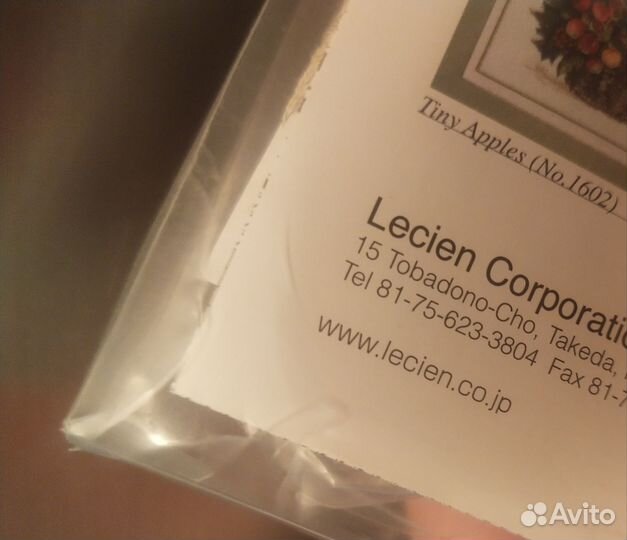 Tiny Apples (No.1602)
Lecien Corporatio
15 Tobadono-Cho, Takeda,
Tel 81-75-623-3804 Fax 81-7
www.lecien.co.jp
Avito